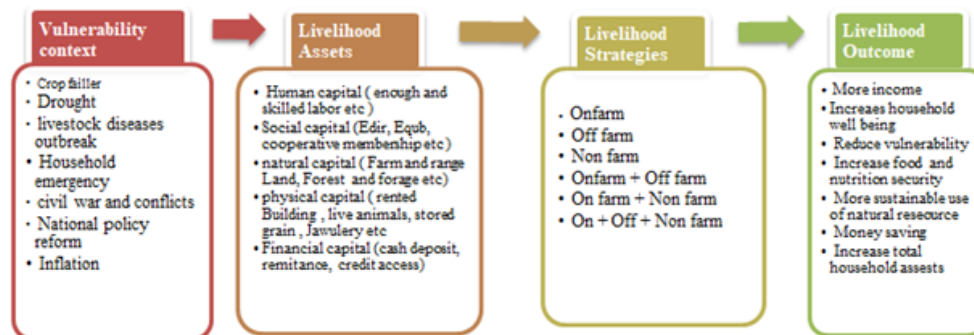 Vulnerability
context
• Crop failler
• Drought
• livestock diseases
outbreak
• Household
emergency
• civil war and conflicts
• National policy
reform
• Inflation
Livelihood
Assets
• Human capital ( enough and
skilled labor etc )
• Social capital (Edir, Equb,
cooperative membership etc)
• natural capital ( Farm and range
Land, Forest and forage etc)
• physical capital ( rented
Building , live animals, stored
grain , Jawulery etc
• Financial capital (cash deposit,
remitance, credit access)
Livelihood
Strategies
• Onfarm
• Off farm
• Non farm
• Onfarm + Off farm
• On farm + Non farm
• On + Off + Non farm
Livelihood
Outcome
• More income
• Increaes household
well being
• Reduce vulnerability
• Increase food and
nutrition security
• More sustainable use
of natural reseource
• Money saving
• Increase total
household assests